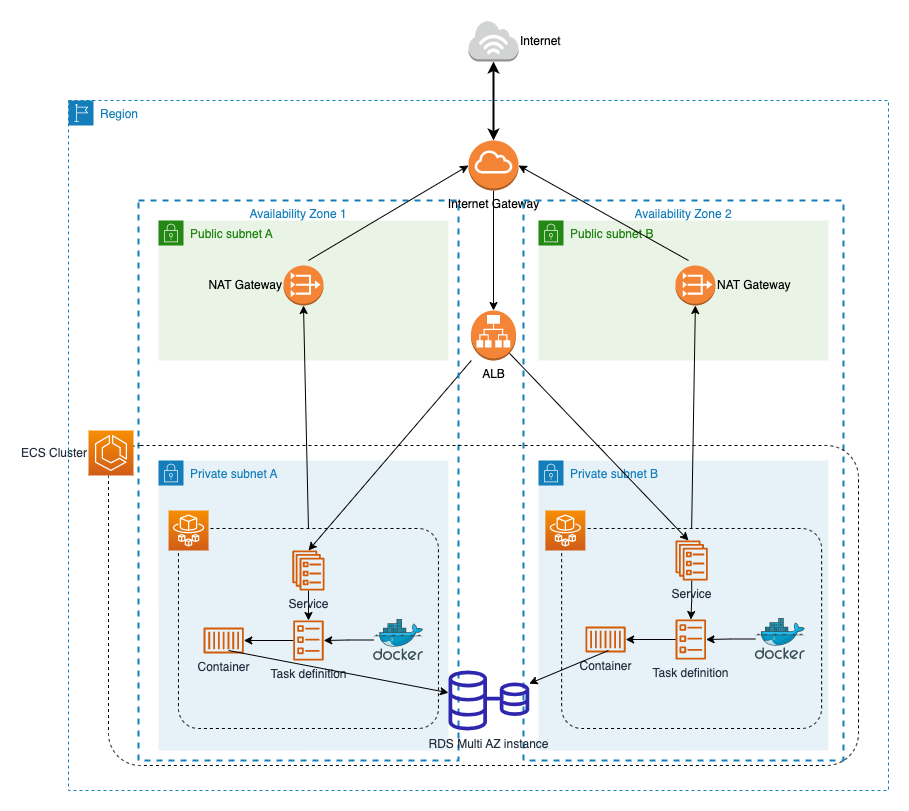 Internet
Region
Internet Gateway
Availability Zone 1
Availability Zone 2
Public subnet A
Public subnet B
NAT Gateway
NAT Gateway
ALB
ECS Cluster
Private subnet A
Private subnet B
Service
Service
docker
docker
Container
Task definition
Container
Task definition
RDS Multi AZ instance